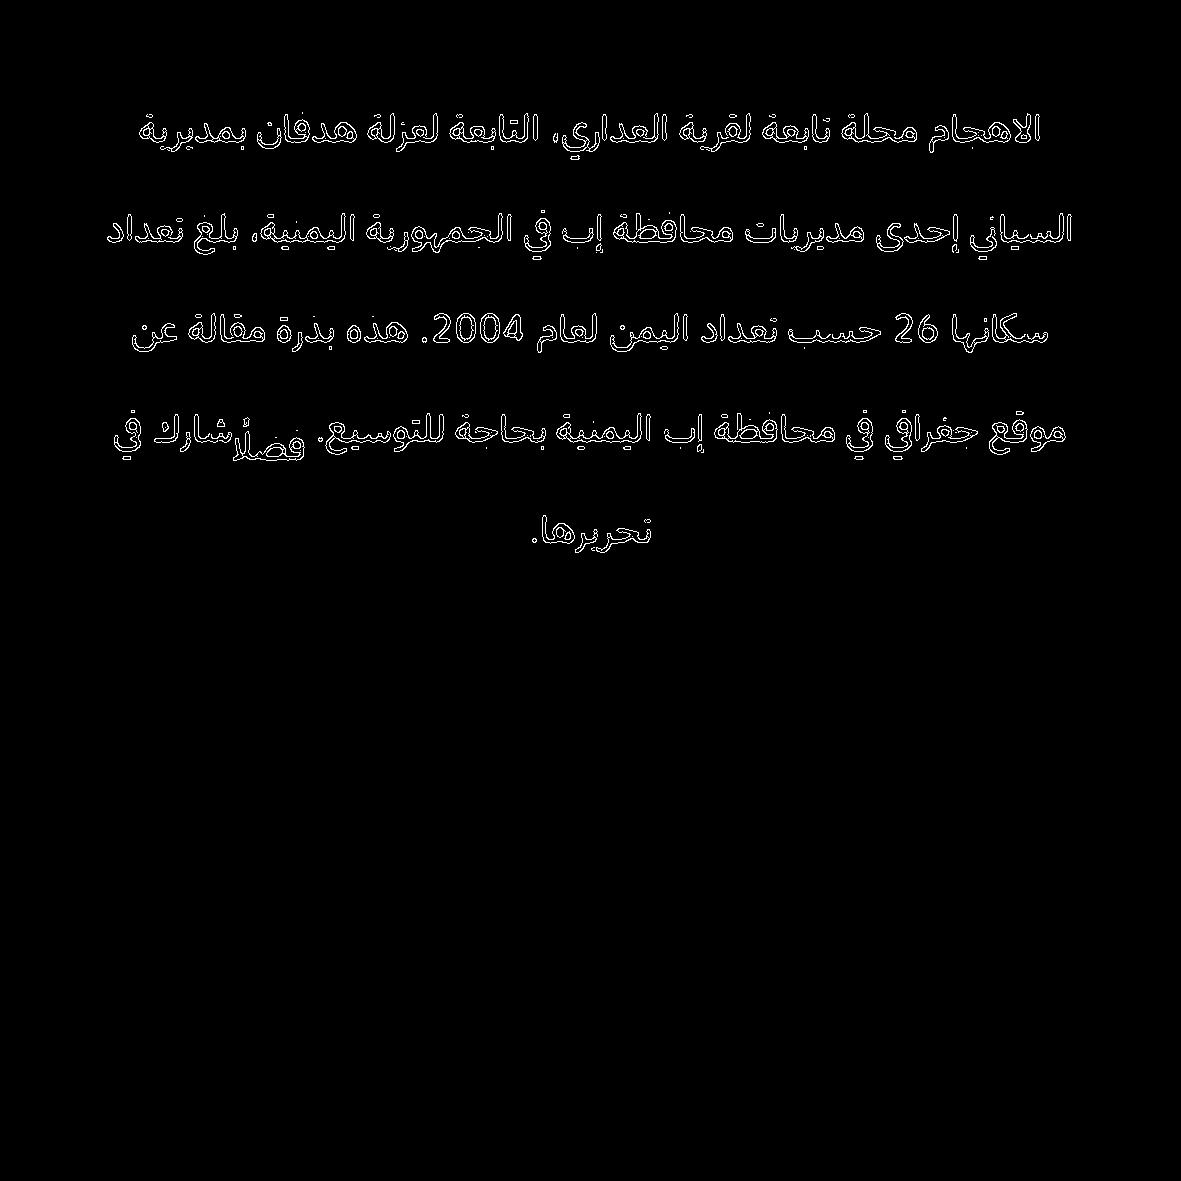 الاهجام محلة تابعة لقرية العداري، التابعة لعزلة هدفان بمديرية
السياني إحدى مديريات محافظة إب في الجمهورية اليمنية، بلغ تعداد
سكانها 26 حسب تعداد اليمن لعام 2004. هذه بذرة مقالة عن
موقع جغرافي في محافظة إب اليمنية بحاجة للتوسيع. فضلًا شارك في
تحريرها.